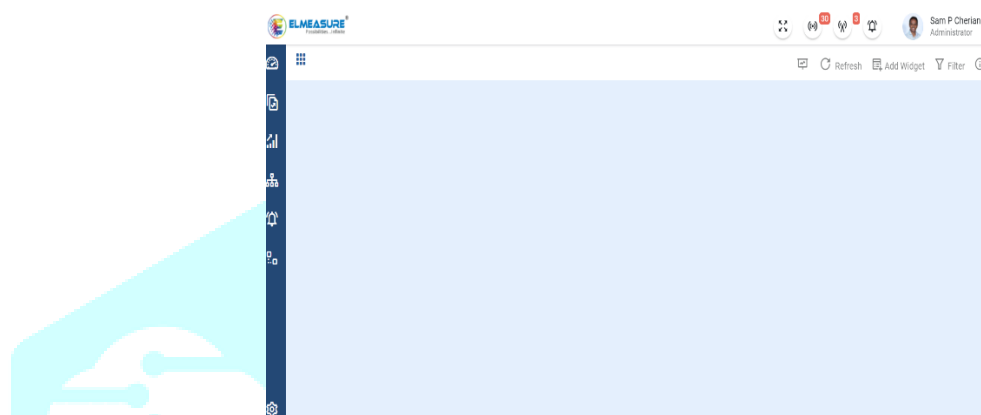 ELMEASURE
30
3
Sam P Cherian
Administrator
Refresh
Add Widget
Filter